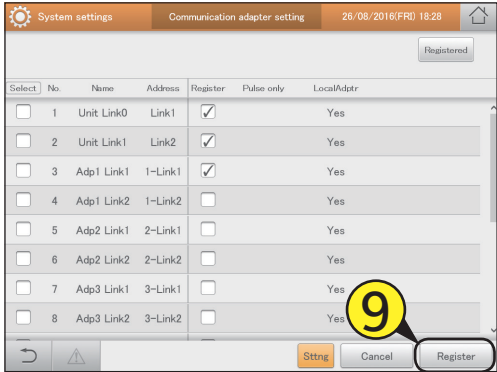 System settings Communication adapter setting 26/08/2016(FRI) 18:28
Registered
Select No. Name Address Register Pulse only LocalAdptr
1 Unit Link0 Link1 Yes
2 Unit Link1 Link2 Yes
3 Adp1 Link1 1-Link1 Yes
4 Adp1 Link2 1-Link2 Yes
5 Adp2 Link1 2-Link1 Yes
6 Adp2 Link2 2-Link2 Yes
7 Adp3 Link1 3-Link1 Yes
8 Adp3 Link2 3-Link2 Yes
9
Sttng Cancel Register